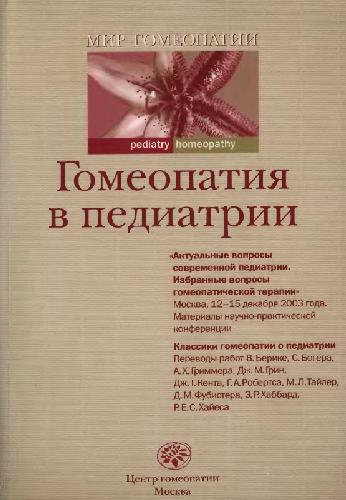 МИР ГОМЕОПАТИИ
pediatry homeopathy
Гомеопатия
в педиатрии
«Актуальные вопросы
современной педиатрии.
Избранные вопросы
гомеопатической терапии»
Москва, 12–15 декабря 2003 года.
Материалы научно-практической
конференции
Классики гомеопатии о педиатрии
Переводы работ В.Берике, С.Богера,
А.Х.Гриммера, Дж.М.Грин,
Дж.Т.Кента, Г.А.Робертса, М.Л.Тайлер,
Д.М.Фубистера, Э.Р.Хаббард,
Р.Е.С.Хайеса
Центр гомеопатии
Москва